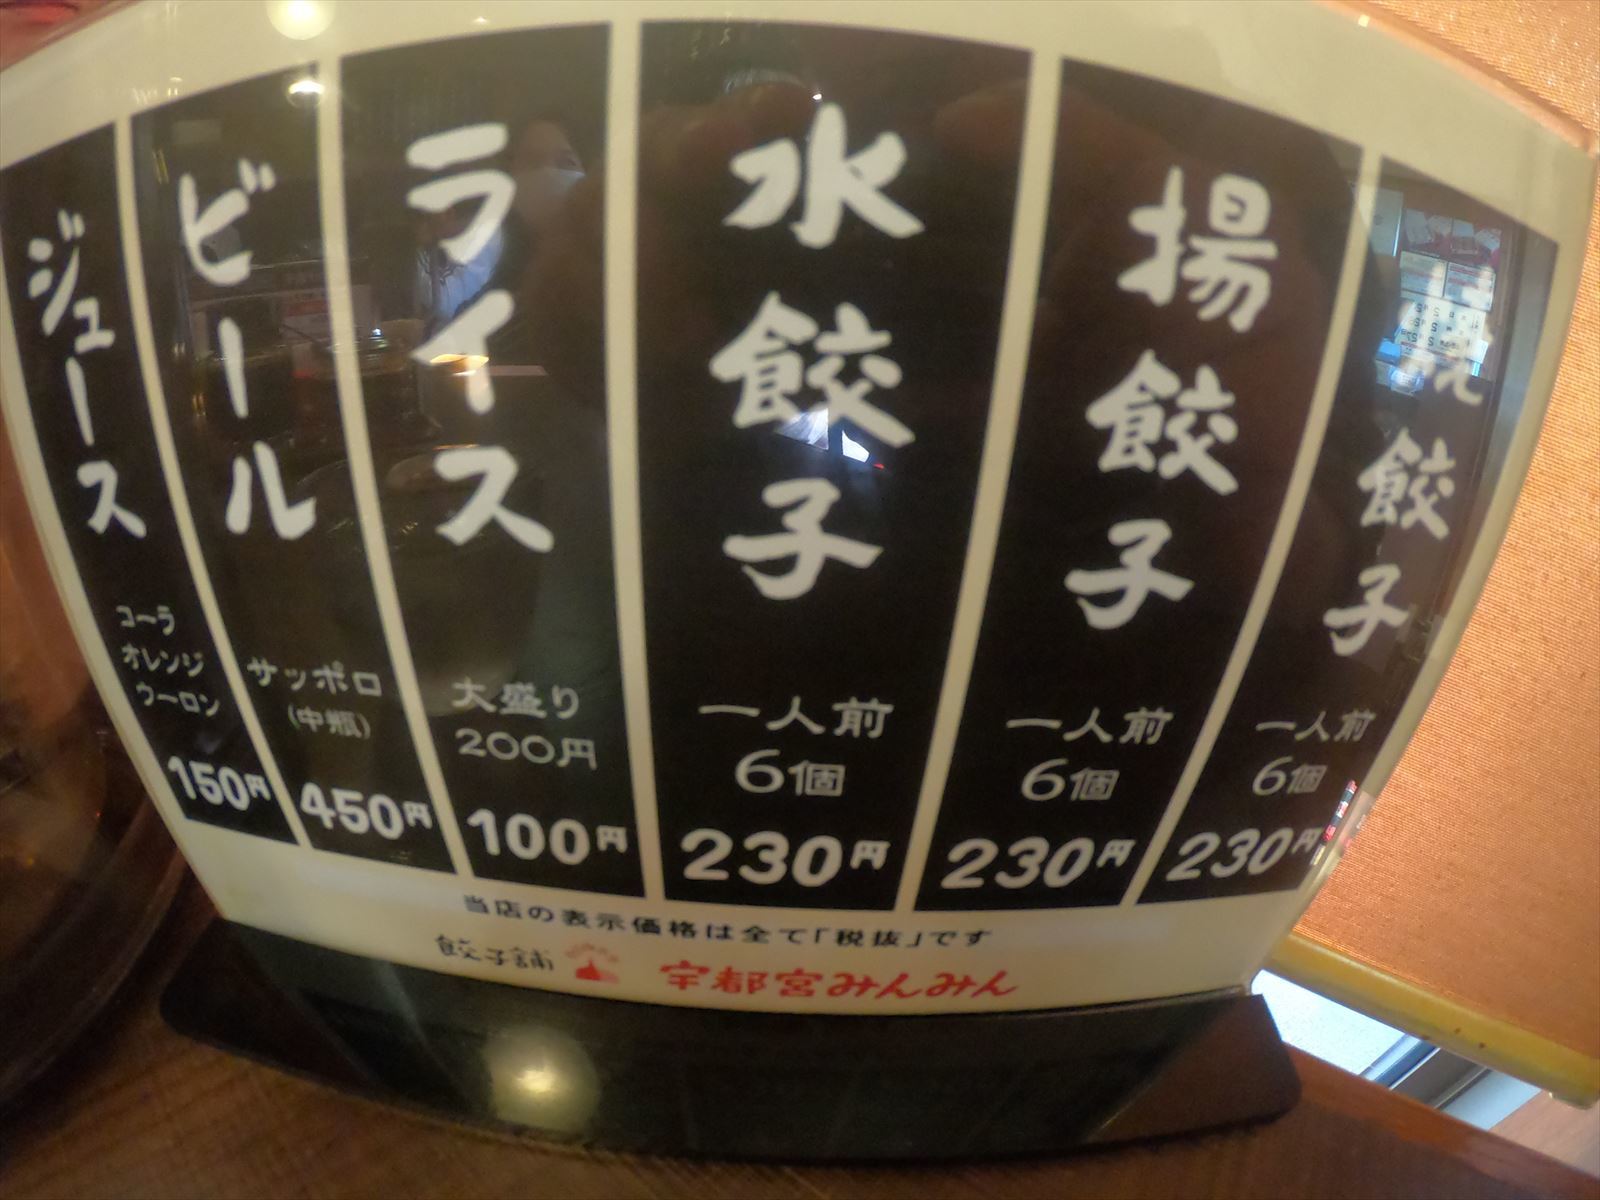 餃子
一人前
6個
230円
揚餃子
一人前
6個
230円
水餃子
一人前
6個
230円
ライス
大盛り
200円
100円
ビール
サッポロ
(中瓶)
450円
ジュース
コーラ
オレンジ
ウーロン
150円
当店の表示価格は全て「税抜」です
餃子舗 宇都宮みんみん